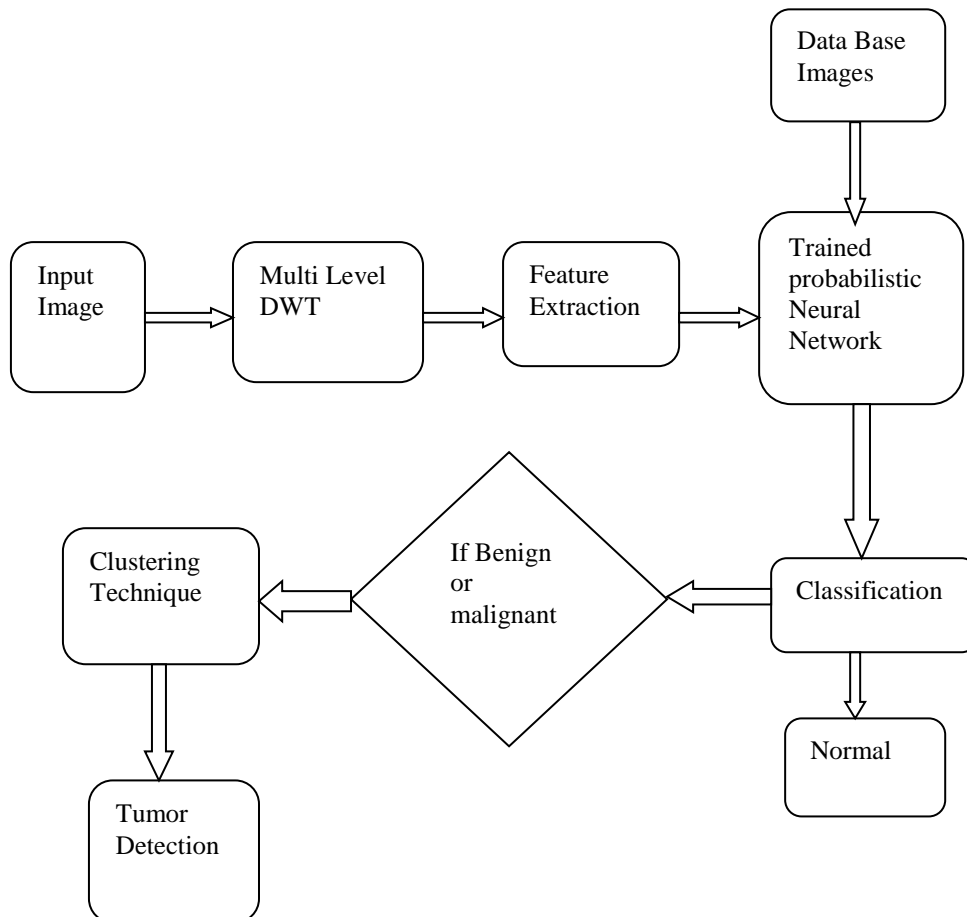 Data Base
Images
Input
Image
Multi Level
DWT
Feature
Extraction
Trained
probabilistic
Neural
Network
Classification
If Benign
or
malignant
Clustering
Technique
Normal
Tumor
Detection